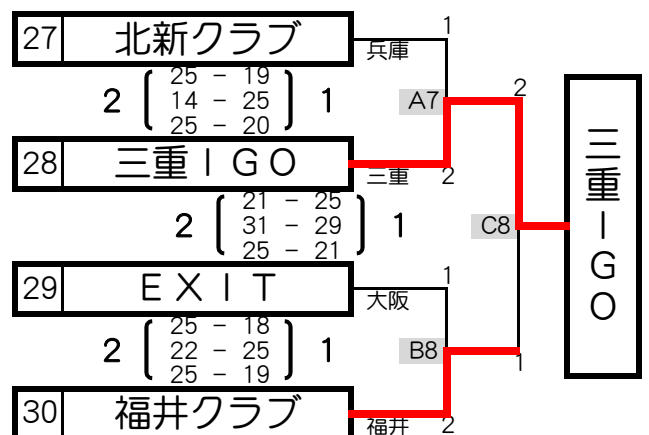 27 北新クラブ 兵庫 1
2 25 - 19 1
14 - 25
25 - 20
A7 2
28 三重ＩＧＯ 三重 2
2 21 - 25 1
31 - 29
25 - 21
C8
三重ＩＧＯ
29 ＥＸＩＴ 大阪 1
2 25 - 18 1
22 - 25
25 - 19
B8 1
30 福井クラブ 福井 2